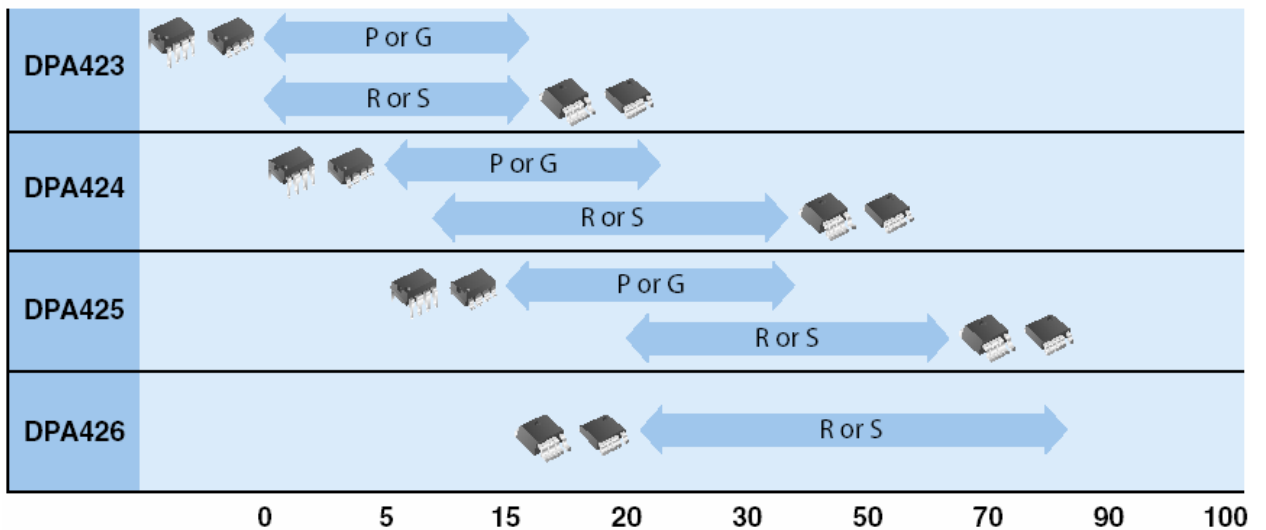 P or G
DPA423
R or S
P or G
DPA424
R or S
P or G
DPA425
R or S
DPA426
R or S
0 5 15 20 30 50 70 90 100